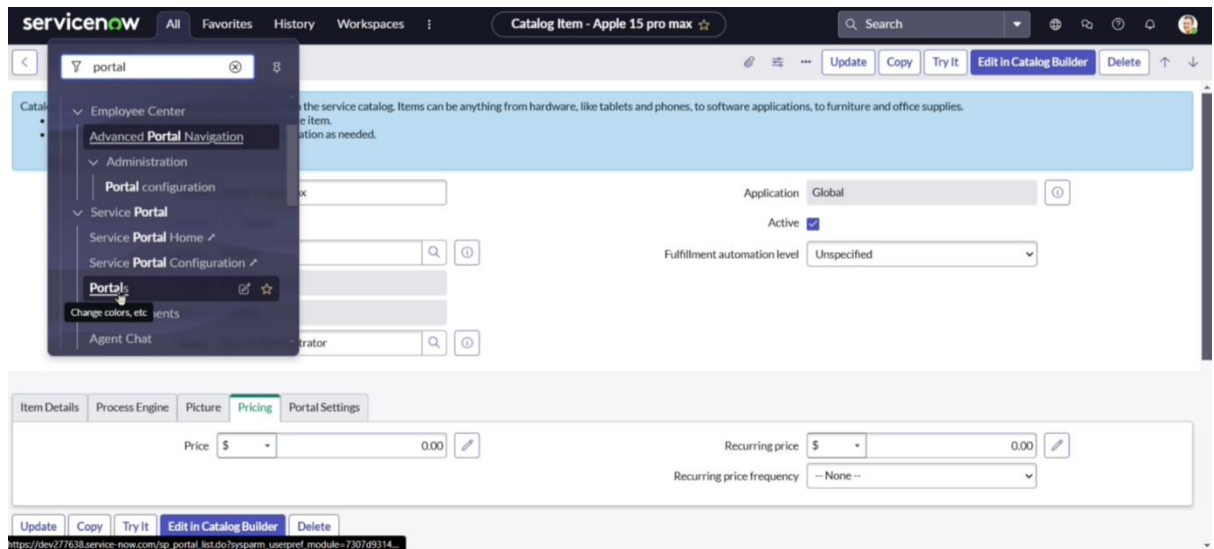 servicenow All Favorites History Workspaces Catalog Item - Apple 15 pro max Search
portal
Update Copy Try It Edit in Catalog Builder Delete
Employee Center
Advanced Portal Navigation
Administration
Portal configuration
Service Portal
Service Portal Home
Service Portal Configuration
Portals
Change colors, etc
Agent Chat
the service catalog. Items can be anything from hardware, like tablets and phones, to software applications, to furniture and office supplies.
e item.
ation as needed.
Application Global
Active
Fulfillment automation level Unspecified
trator
Item Details Process Engine Picture Pricing Portal Settings
Price $ 0.00 Recurring price $ 0.00
Recurring price frequency -- None --
Update Copy Try It Edit in Catalog Builder Delete
https://dev277638.service-now.com/sp_portal_list.do?sysparm_userpref_module=7307d9314...